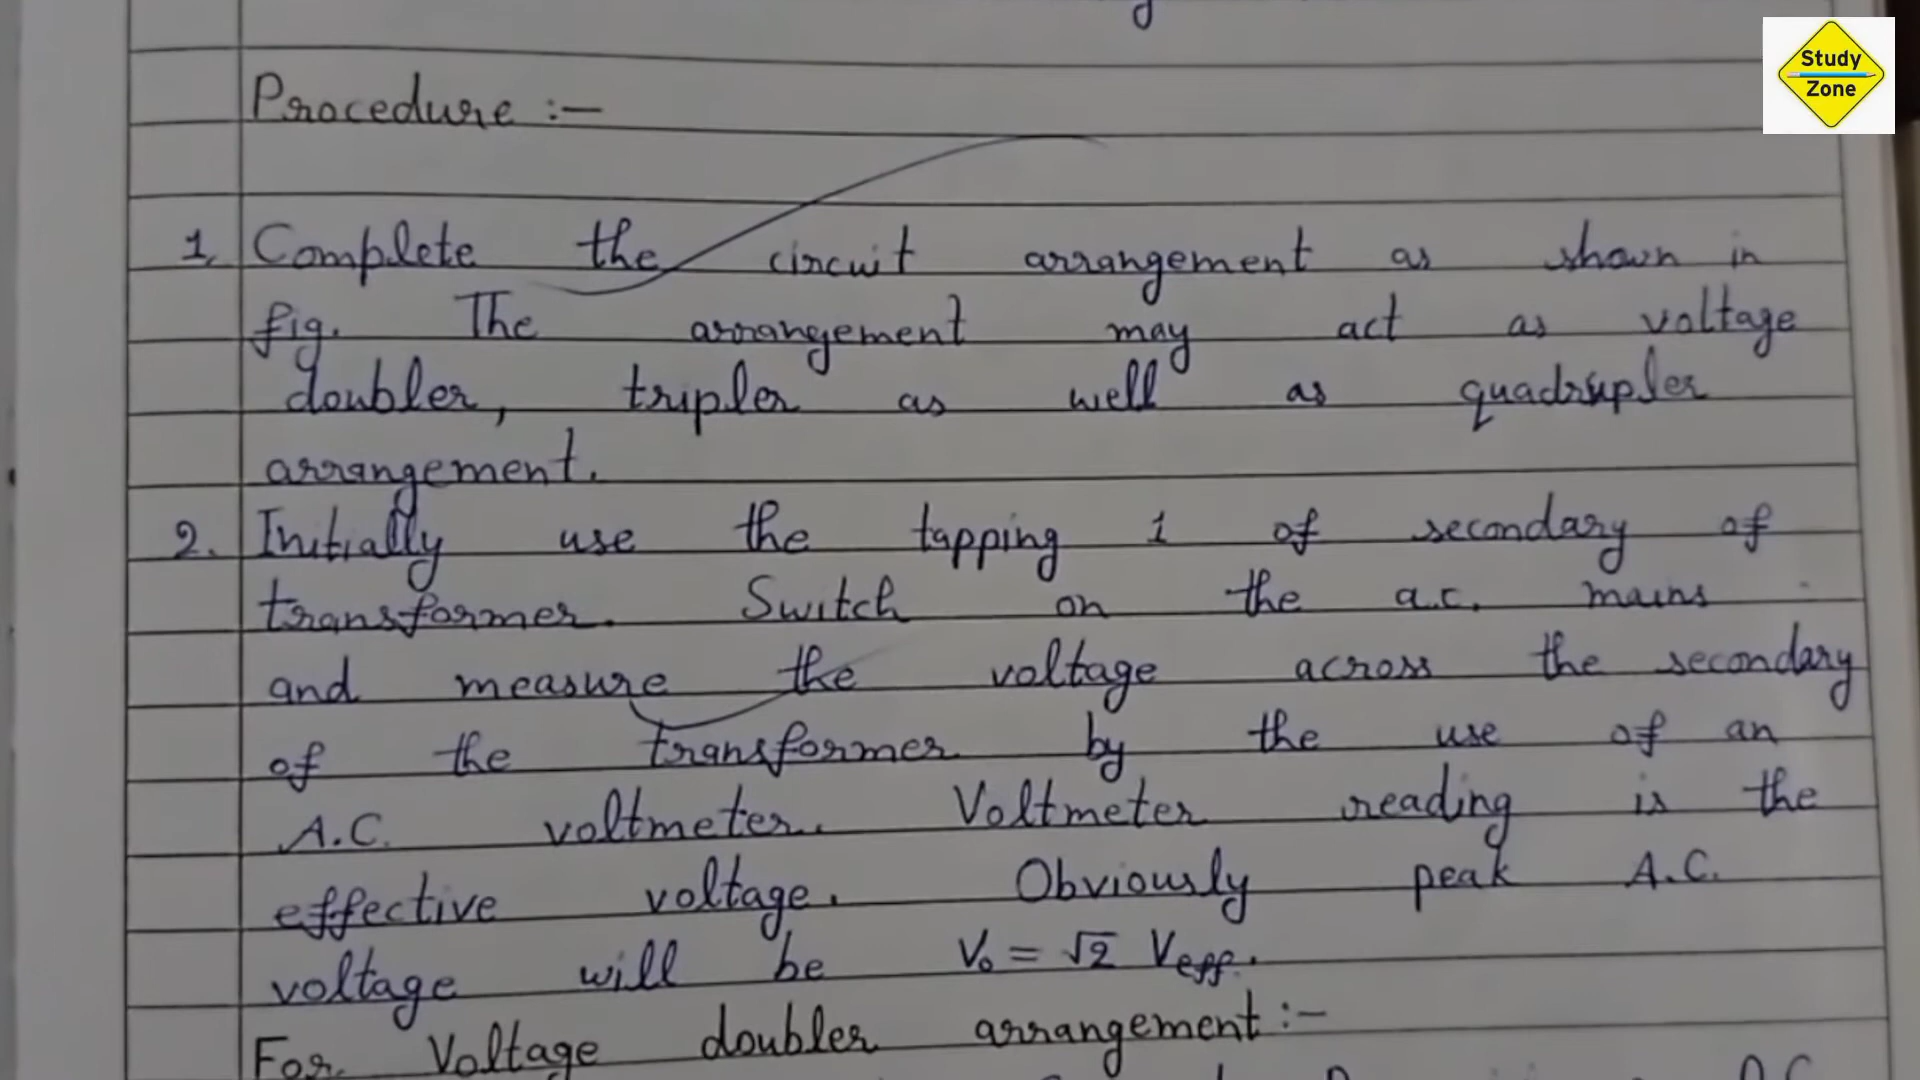 Study
Zone
Procedure :-
1. Complete the circuit arrangement as shown in
fig. The arrangement may act as voltage
doubler, tripler as well as quadrupler
arrangement.
2. Initially use the tapping 1 of secondary of
transformer. Switch on the a.c. mains
and measure the voltage across the secondary
of the transformer by the use of an
A.C. voltmeter. Voltmeter reading is the
effective voltage. Obviously peak A.C.
voltage will be V₀ = √2 Veff.
For Voltage doubler arrangement :-